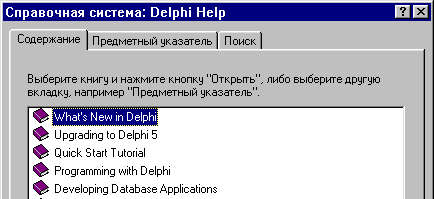 Справочная система: Delphi Help
Содержание Предметный указатель Поиск
Выберите книгу и нажмите кнопку "Открыть", либо выберите другую
вкладку, например "Предметный указатель".
What's New in Delphi
Upgrading to Delphi 5
Quick Start Tutorial
Programming with Delphi
Developing Database Applications